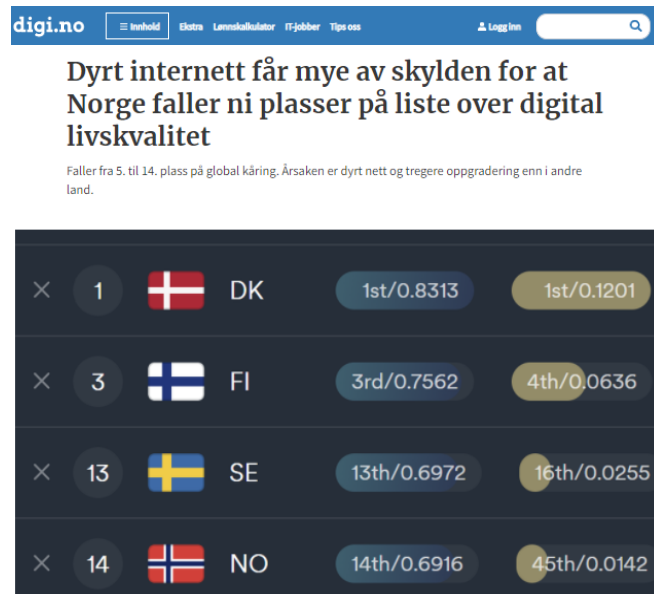 digi.no ☰ Innhold Ekstra Lønnskalkulator IT-jobber Tips oss Logg Inn
Dyrt internett får mye av skylden for at
Norge faller ni plasser på liste over digital
livskvalitet
Faller fra 5. til 14. plass på global kåring. Årsaken er dyrt nett og tregere oppgradering enn i andre
land.
× 1 DK 1st/0.8313 1st/0.1201
× 3 FI 3rd/0.7562 4th/0.0636
× 13 SE 13th/0.6972 16th/0.0255
× 14 NO 14th/0.6916 45th/0.0142